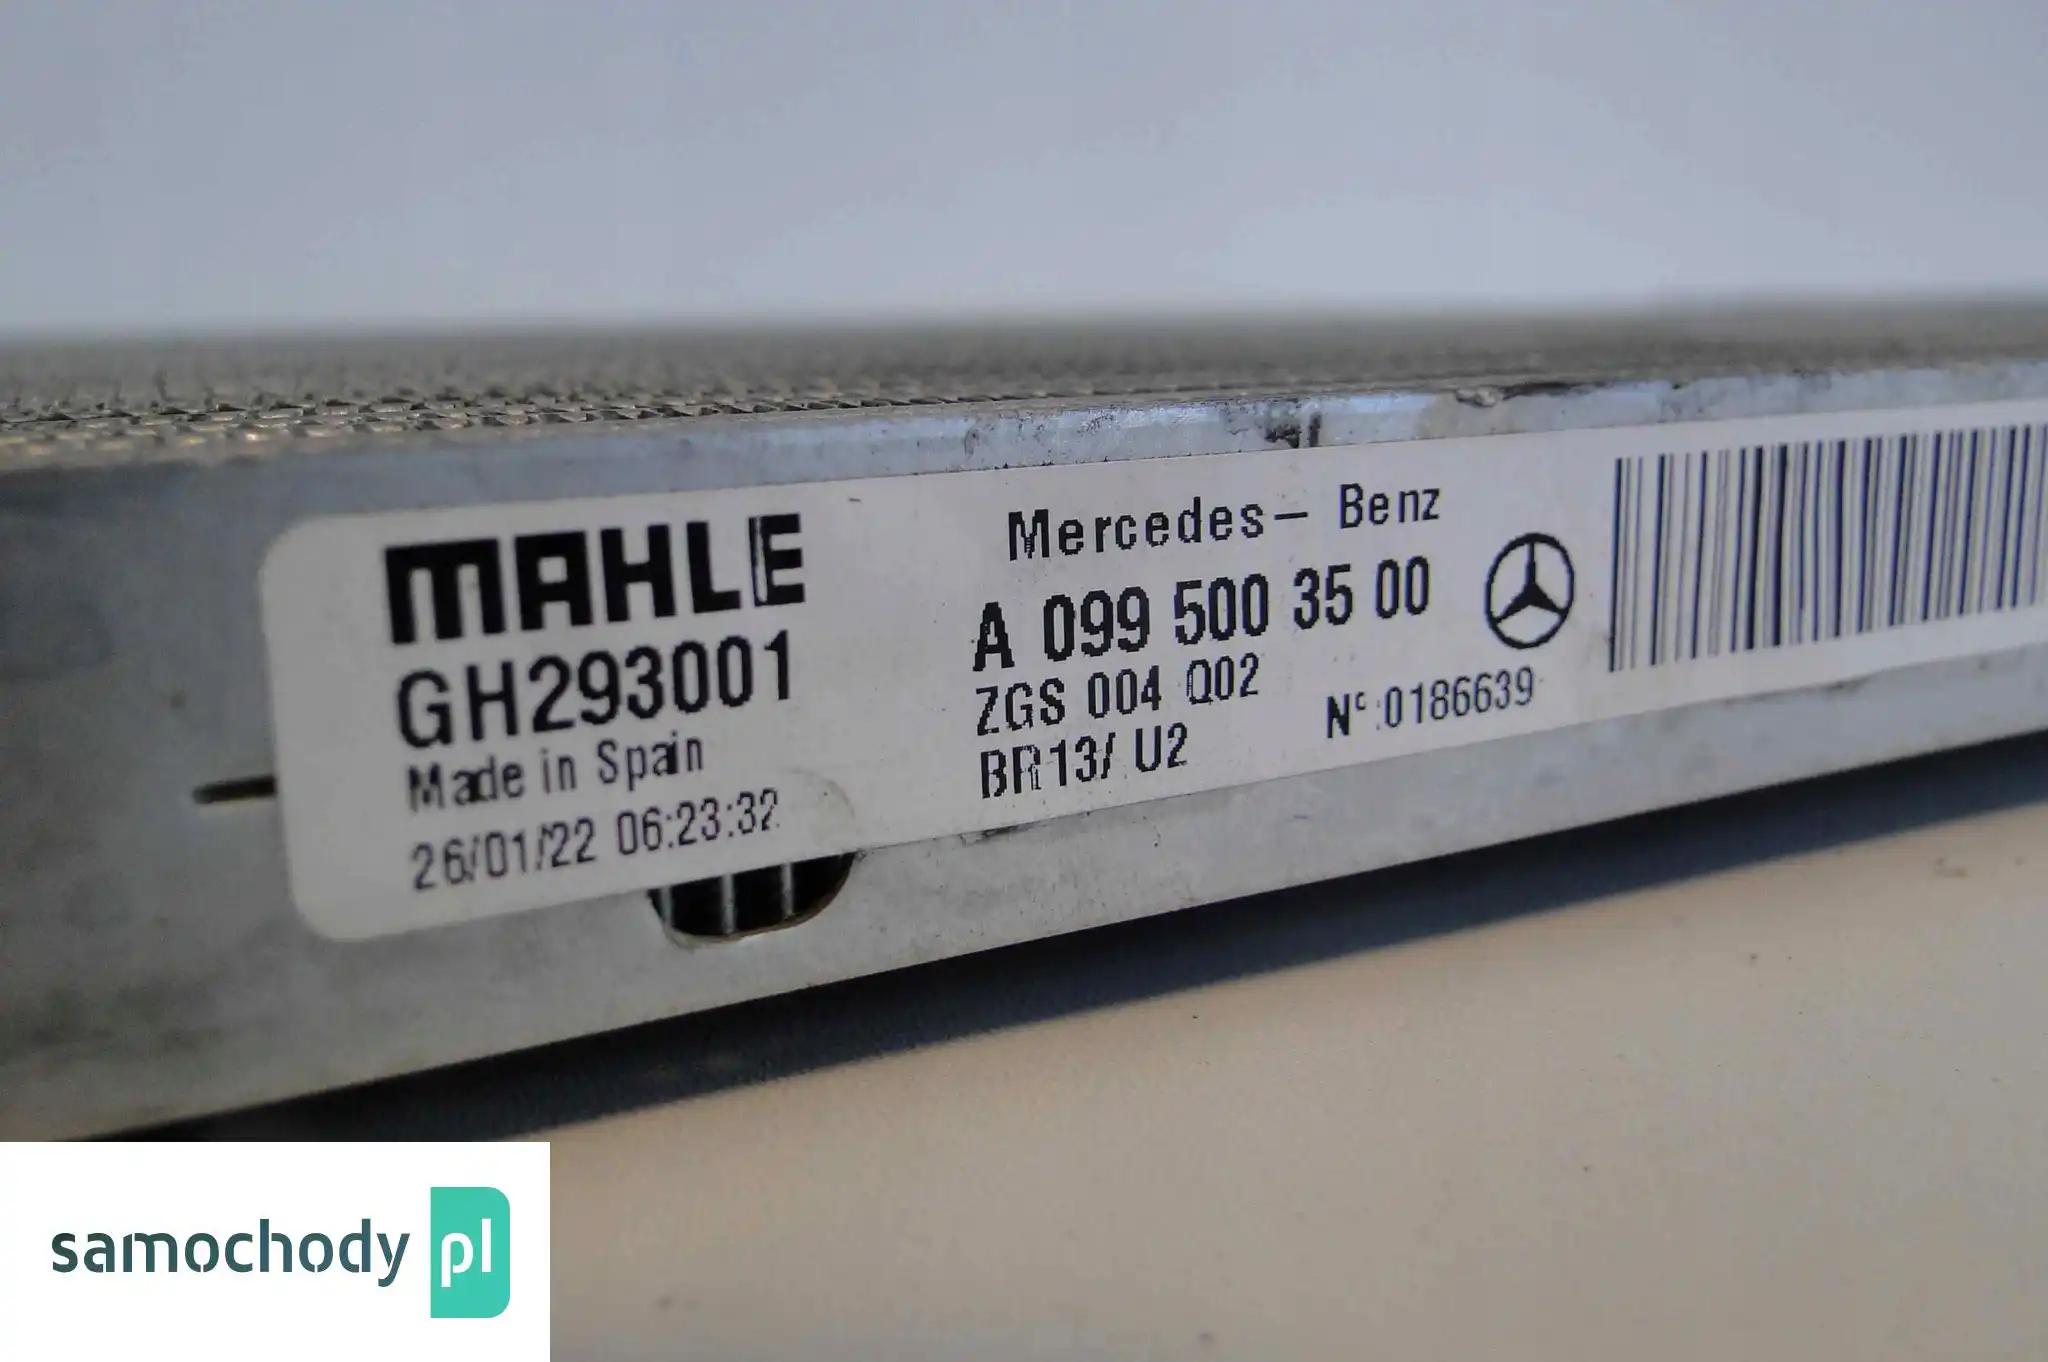 MAHLE
GH293001
Made in Spain
26/01/22 06:23:32
Mercedes- Benz
A 099 500 35 00
ZGS 004 Q02
BR13/ U2
N°:0186639
samochody pl